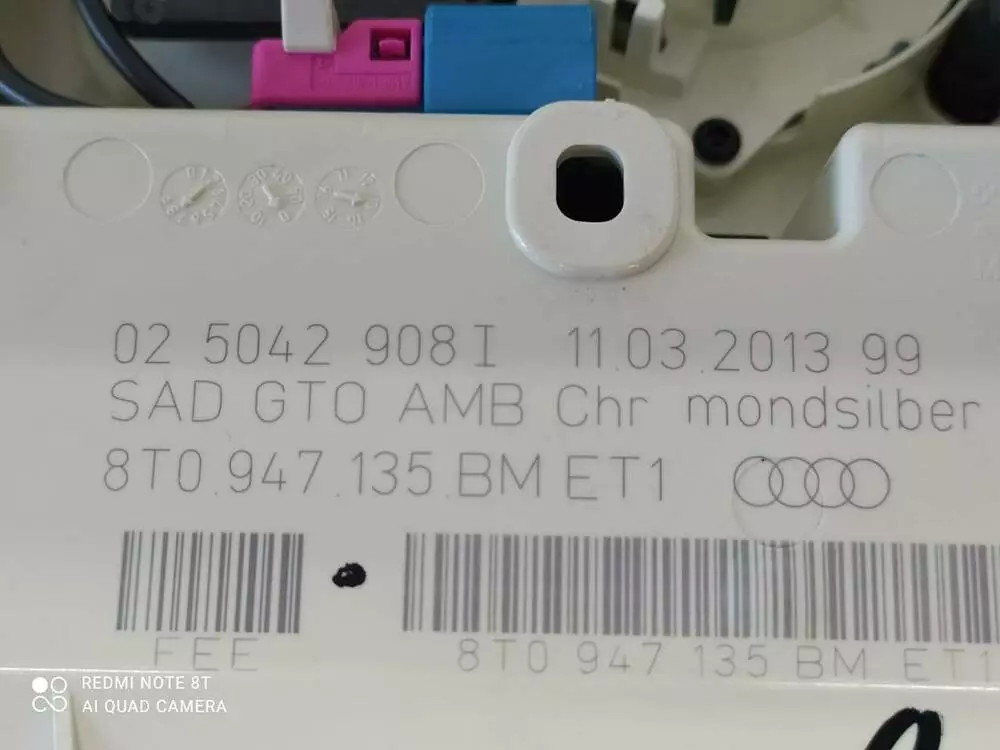 02 5042 908 I 11.03.2013 99
SAD GTO AMB Chr mondsilber
8T0.947.135.BM ET1
FEE
8T0 947 135 BM ET1
REDMI NOTE 8T
AI QUAD CAMERA